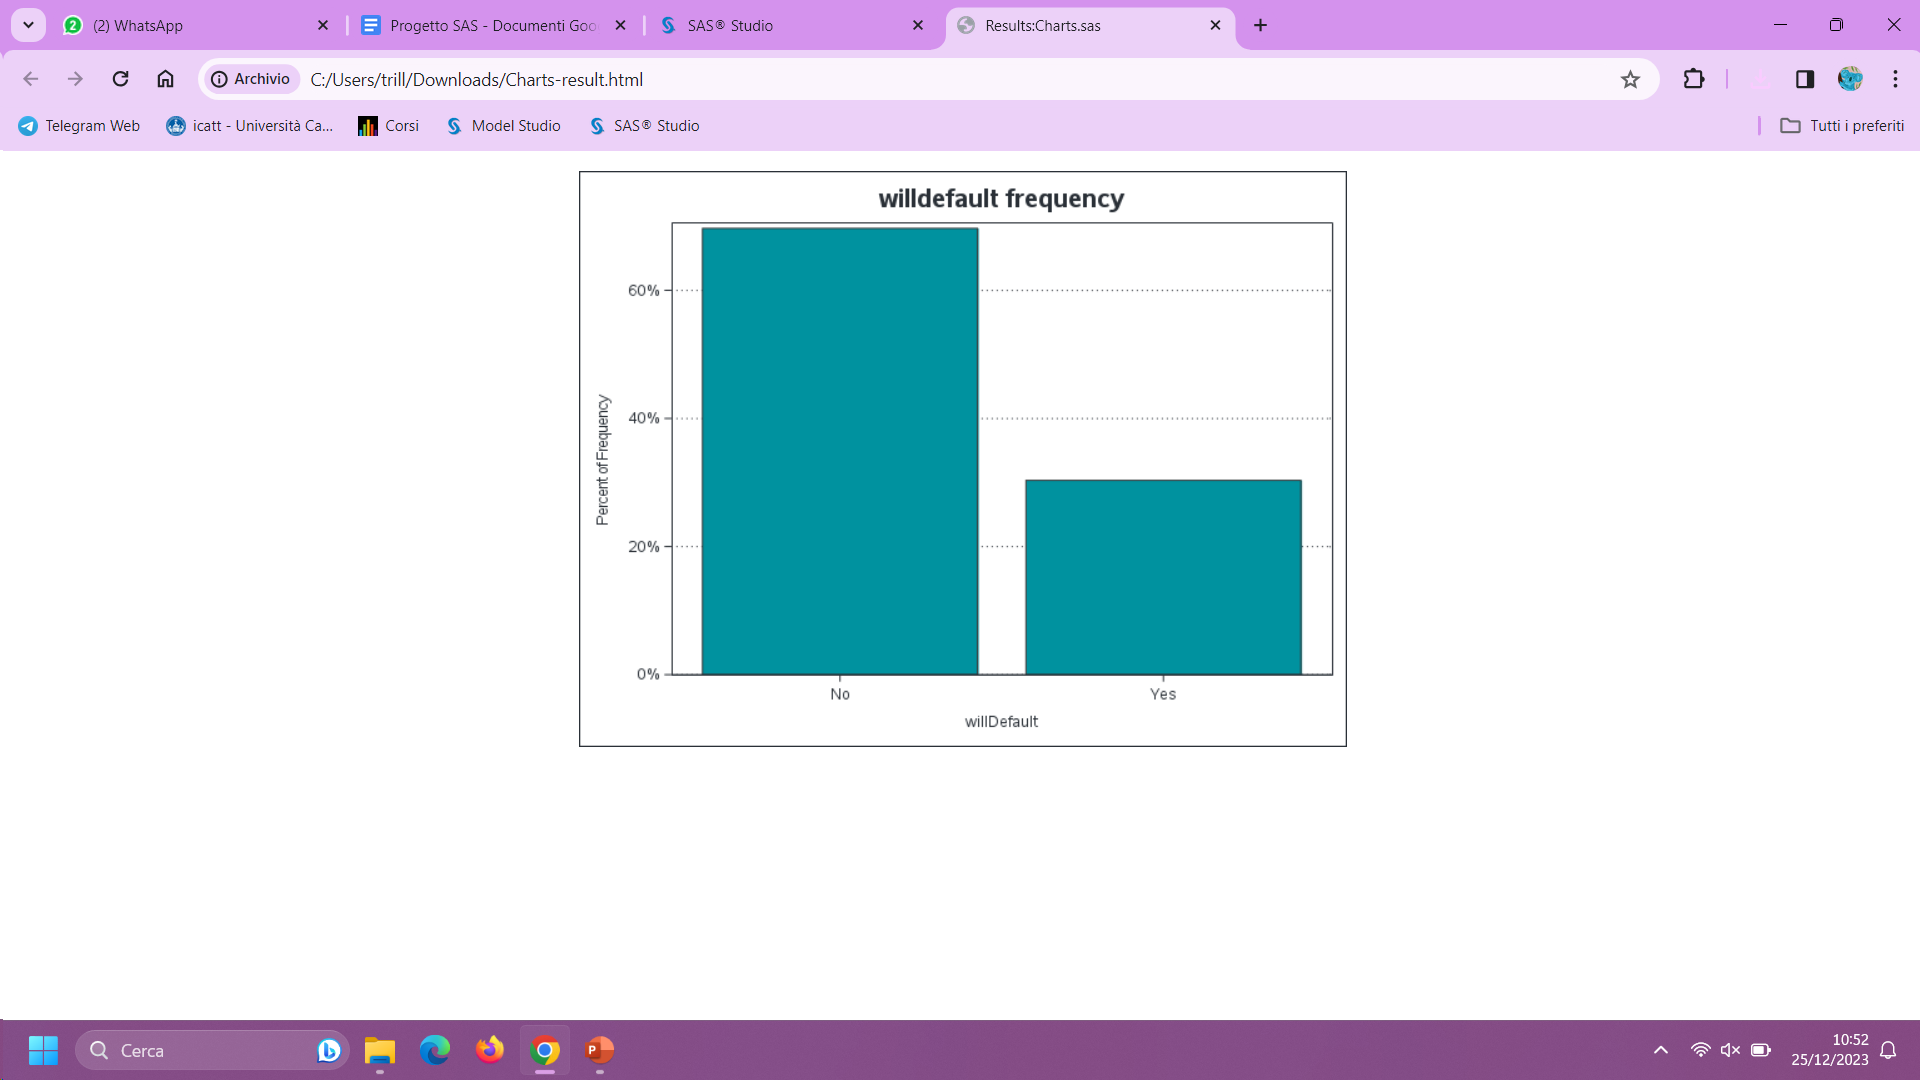 (2) WhatsApp
Progetto SAS - Documenti Goo
SAS® Studio
Results:Charts.sas
Archivio
C:/Users/trill/Downloads/Charts-result.html
Telegram Web
icatt - Università Ca...
Corsi
Model Studio
SAS® Studio
Tutti i preferiti
willdefault frequency
Percent of Frequency
60%
40%
20%
0%
No
Yes
willDefault
Cerca
10:52
25/12/2023